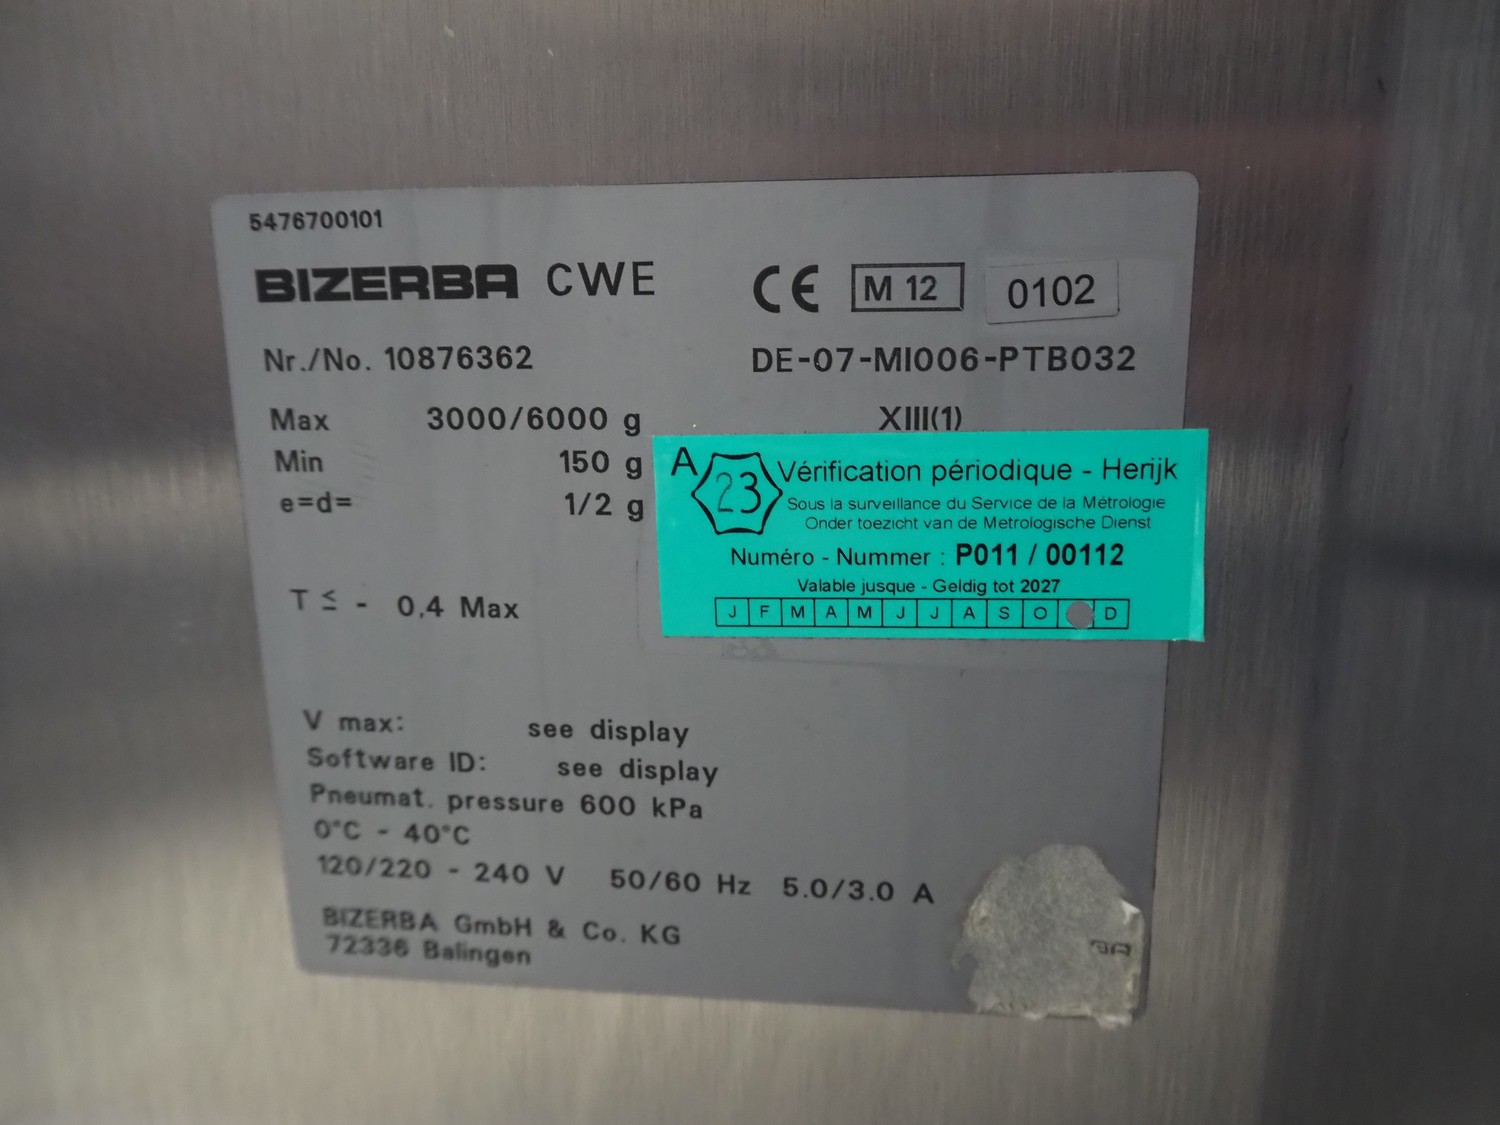 5476700101
BIZERBA CWE
CE M 12 0102
Nr./No. 10876362
DE-07-MI006-PTB032
Max 3000/6000 g
XIII(1)
Min 150 g
e=d= 1/2 g
A 23 Vérification périodique - Herijk
Sous la surveillance du Service de la Métrologie
Onder toezicht van de Metrologische Dienst
Numéro - Nummer : P011 / 00112
Valable jusque - Geldig tot 2027
J F M A M J J A S O D
T ≤ - 0,4 Max
V max: see display
Software ID: see display
Pneumat. pressure 600 kPa
0°C - 40°C
120/220 - 240 V 50/60 Hz 5.0/3.0 A
BIZERBA GmbH & Co. KG
72336 Balingen